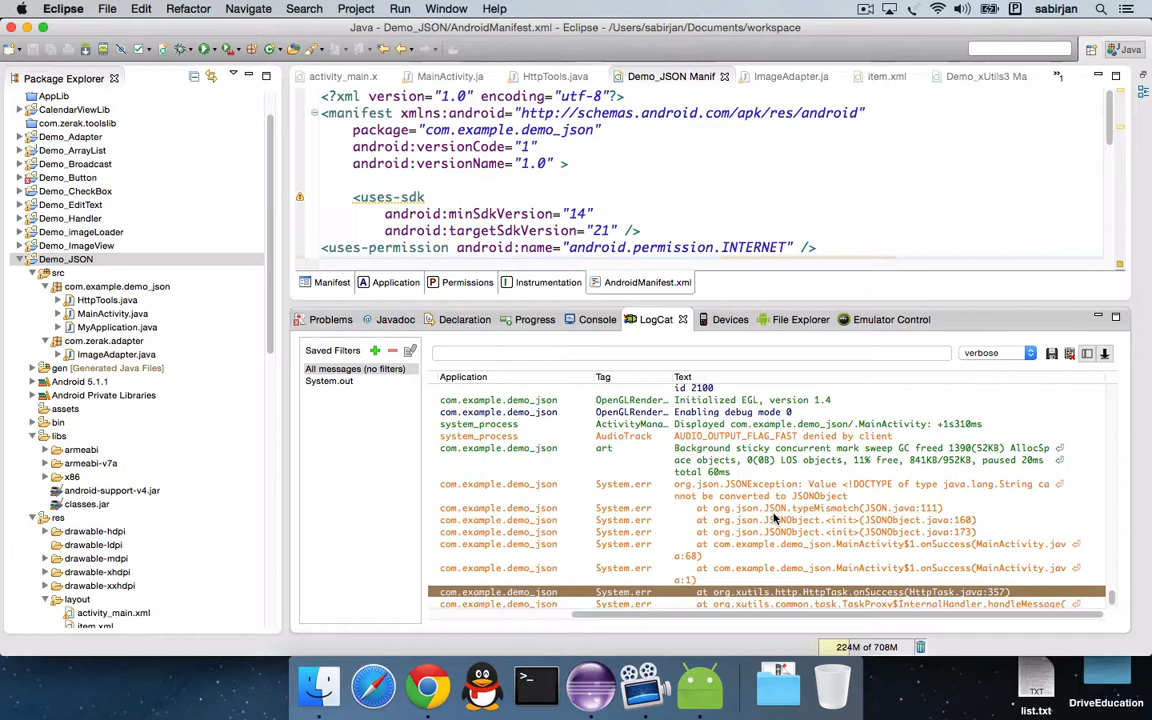 Eclipse File Edit Refactor Navigate Search Project Run Window Help sabirjan
Java - Demo_JSON/AndroidManifest.xml - Eclipse - /Users/sabirjan/Documents/workspace
Java
Package Explorer
activity_main.x MainActivity.ja HttpTools.java Demo_JSON Manif ImageAdapter.ja item.xml Demo_xUtils3 Ma »1
AppLib
CalendarViewLib
com.zerak.toolslib
Demo_Adapter
Demo_ArrayList
Demo_Broadcast
Demo_Button
Demo_CheckBox
Demo_EditText
Demo_Handler
Demo_imageLoader
Demo_ImageView
Demo_JSON
src
com.example.demo_json
HttpTools.java
MainActivity.java
MyApplication.java
com.zerak.adapter
ImageAdapter.java
gen [Generated Java Files]
Android 5.1.1
Android Private Libraries
assets
bin
libs
armeabi
armeabi-v7a
x86
android-support-v4.jar
classes.jar
res
drawable-hdpi
drawable-ldpi
drawable-mdpi
drawable-xhdpi
drawable-xxhdpi
layout
activity_main.xml
item.xml
<?xml version="1.0" encoding="utf-8"?>
<manifest xmlns:android="http://schemas.android.com/apk/res/android"
package="com.example.demo_json"
android:versionCode="1"
android:versionName="1.0" >
<uses-sdk
android:minSdkVersion="14"
android:targetSdkVersion="21" />
<uses-permission android:name="android.permission.INTERNET" />
Manifest Application Permissions Instrumentation AndroidManifest.xml
Problems Javadoc Declaration Progress Console LogCat Devices File Explorer Emulator Control
Saved Filters
All messages (no filters)
System.out
verbose
Application Tag Text
id 2100
com.example.demo_json OpenGLRender… Initialized EGL, version 1.4
com.example.demo_json OpenGLRender… Enabling debug mode 0
system_process ActivityMana… Displayed com.example.demo_json/.MainActivity: +1s310ms
system_process AudioTrack AUDIO_OUTPUT_FLAG_FAST denied by client
com.example.demo_json art Background sticky concurrent mark sweep GC freed 1390(52KB) AllocSp
ace objects, 0(0B) LOS objects, 11% free, 841KB/952KB, paused 20ms
total 60ms
com.example.demo_json System.err org.json.JSONException: Value <!DOCTYPE of type java.lang.String ca
nnot be converted to JSONObject
com.example.demo_json System.err at org.json.JSON.typeMismatch(JSON.java:111)
com.example.demo_json System.err at org.json.JSONObject.<init>(JSONObject.java:160)
com.example.demo_json System.err at org.json.JSONObject.<init>(JSONObject.java:173)
com.example.demo_json System.err at com.example.demo_json.MainActivity$1.onSuccess(MainActivity.jav
a:68)
com.example.demo_json System.err at com.example.demo_json.MainActivity$1.onSuccess(MainActivity.jav
a:1)
com.example.demo_json System.err at org.xutils.http.HttpTask.onSuccess(HttpTask.java:357)
com.example.demo_json System.err at org.xutils.common.task.TaskProxy$InternalHandler.handleMessage(
224M of 708M
TXT
list.txt
DriveEducation